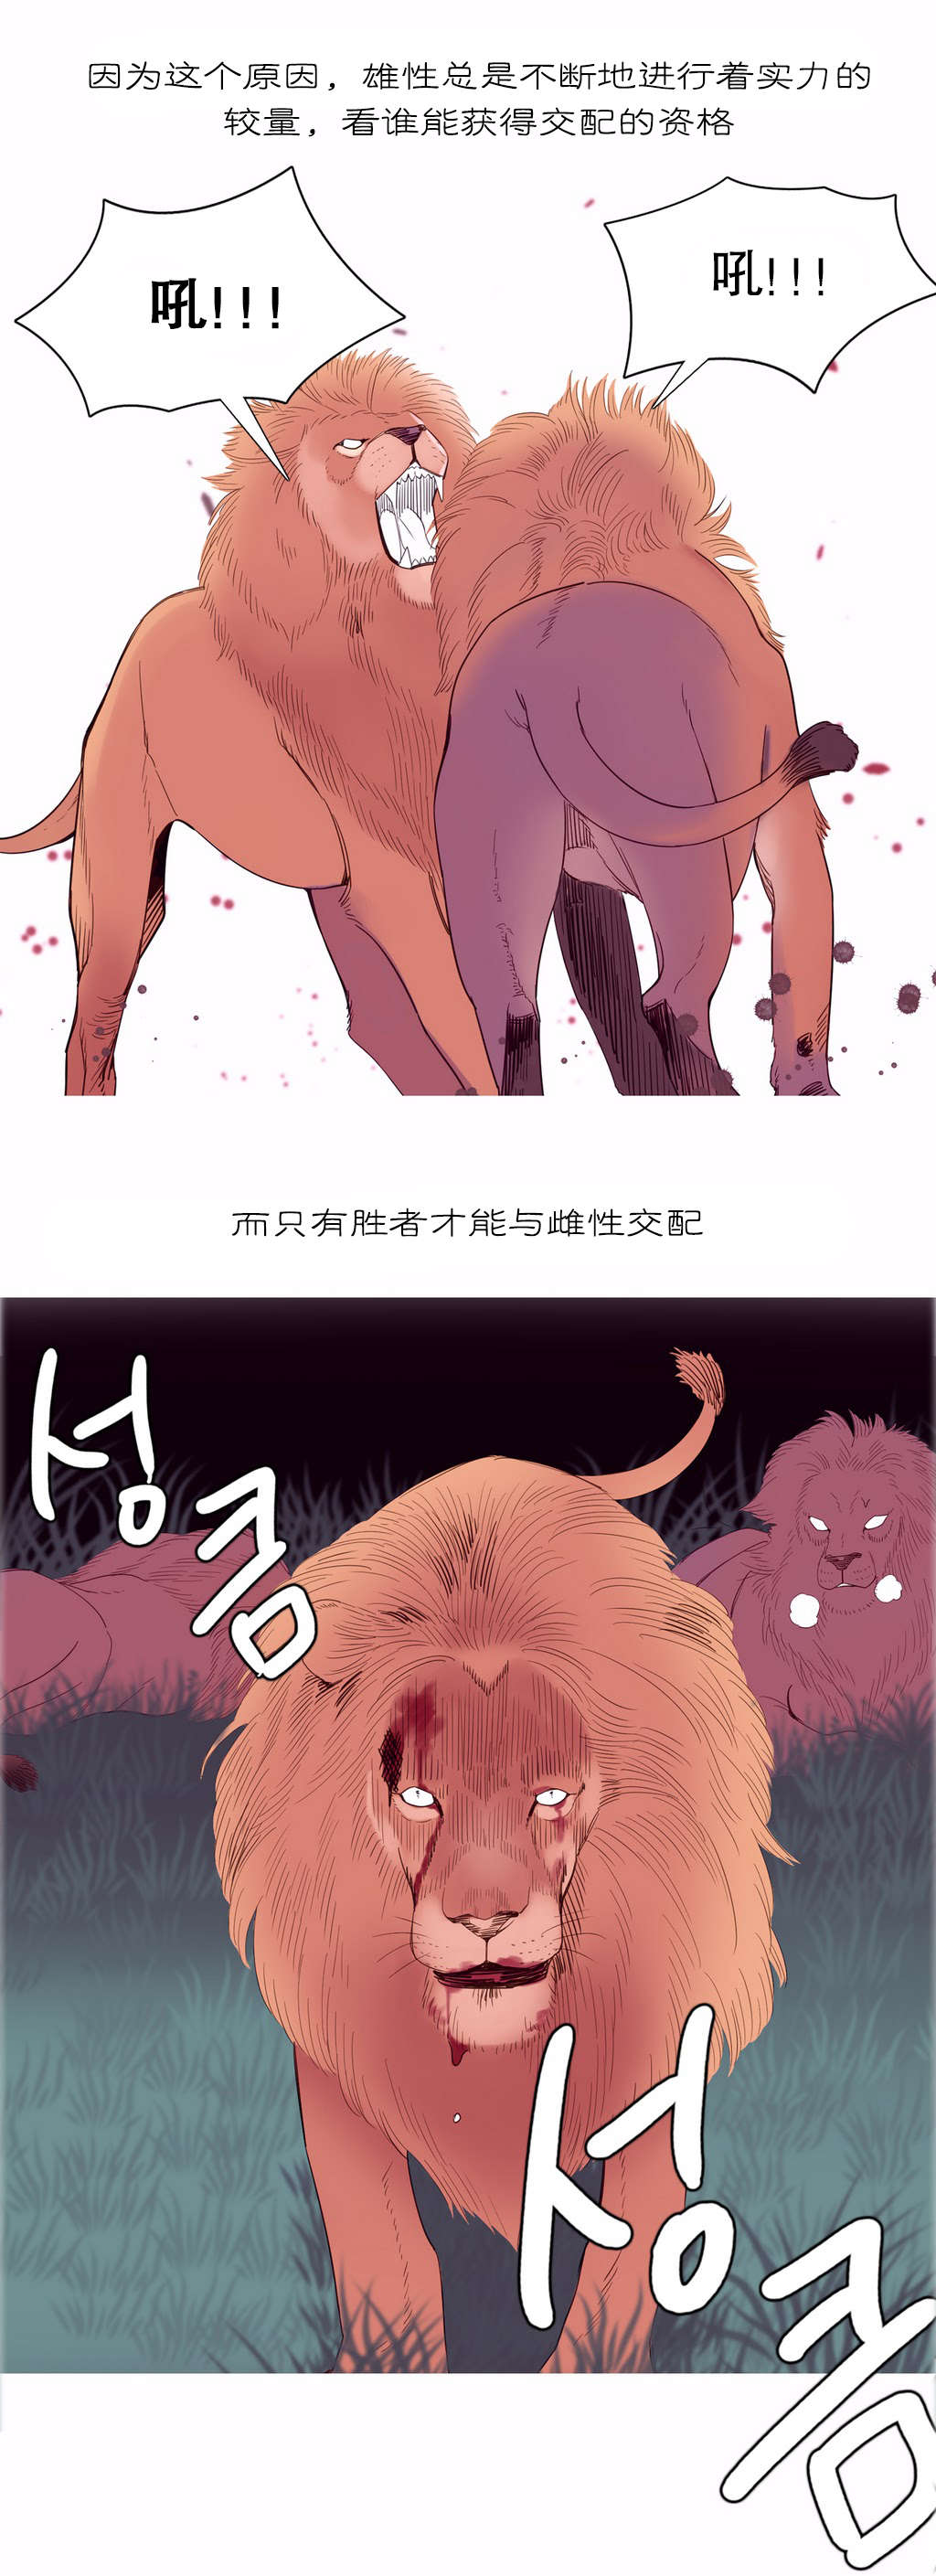 因为这个原因，雄性总是不断地进行着实力的
较量，看谁能获得交配的资格
吼!!!
吼!!!
而只有胜者才能与雌性交配
성
큼
성
큼